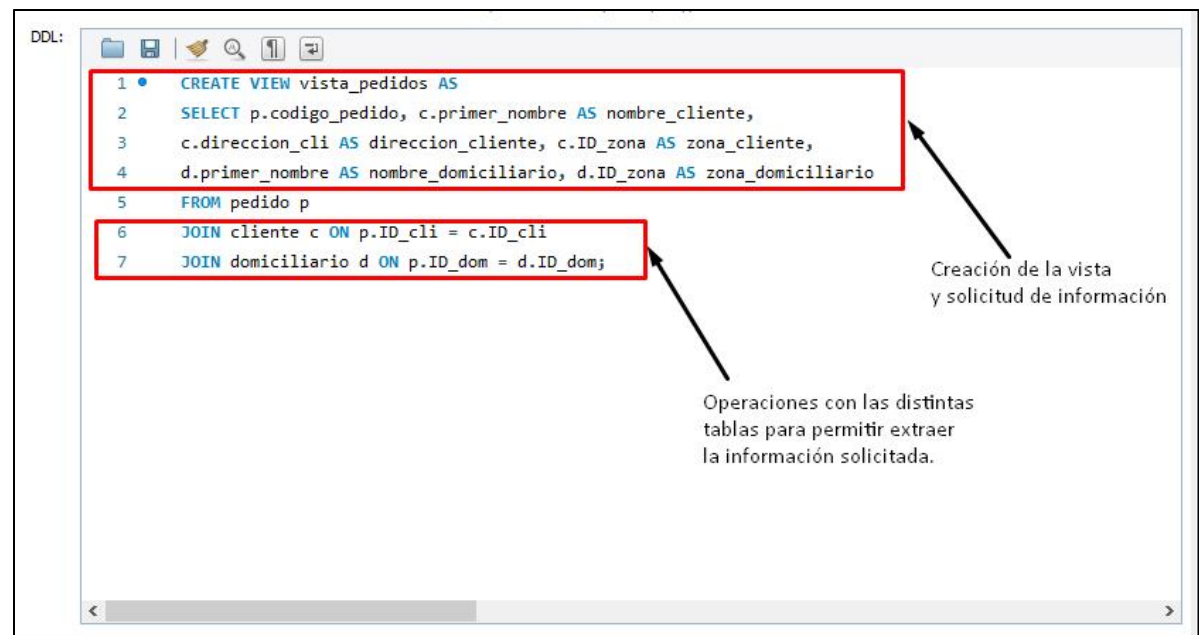 DDL:
1 CREATE VIEW vista_pedidos AS
2 SELECT p.codigo_pedido, c.primer_nombre AS nombre_cliente,
3 c.direccion_cli AS direccion_cliente, c.ID_zona AS zona_cliente,
4 d.primer_nombre AS nombre_domiciliario, d.ID_zona AS zona_domiciliario
5 FROM pedido p
6 JOIN cliente c ON p.ID_cli = c.ID_cli
7 JOIN domiciliario d ON p.ID_dom = d.ID_dom;
Creación de la vista
y solicitud de información
Operaciones con las distintas
tablas para permitir extraer
la información solicitada.